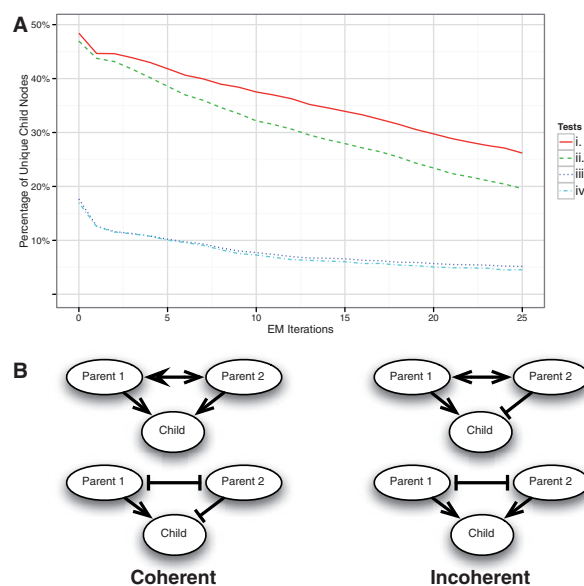 A
50%
40%
30%
20%
10%
Percentage of Unique Child Nodes
0
5
10
15
20
25
EM Iterations
Tests
i.
ii.
iii
iv
B
Parent 1
Parent 2
Child
Parent 1
Parent 2
Child
Parent 1
Parent 2
Child
Parent 1
Parent 2
Child
Coherent
Incoherent